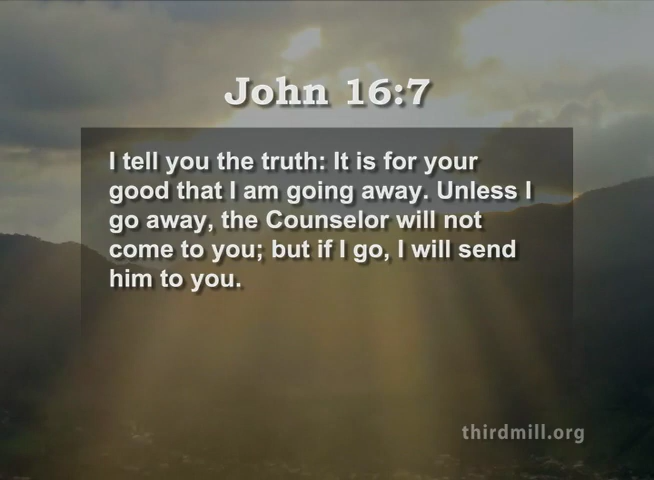 John 16:7
I tell you the truth: It is for your
good that I am going away. Unless I
go away, the Counselor will not
come to you; but if I go, I will send
him to you.
thirdmill.org